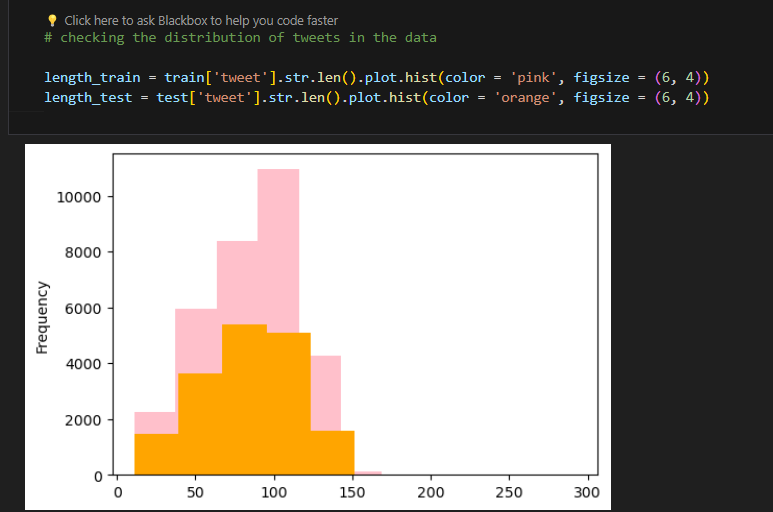 💡 Click here to ask Blackbox to help you code faster
# checking the distribution of tweets in the data
length_train = train['tweet'].str.len().plot.hist(color = 'pink', figsize = (6, 4))
length_test = test['tweet'].str.len().plot.hist(color = 'orange', figsize = (6, 4))
10000
8000
6000
4000
2000
0
Frequency
0 50 100 150 200 250 300